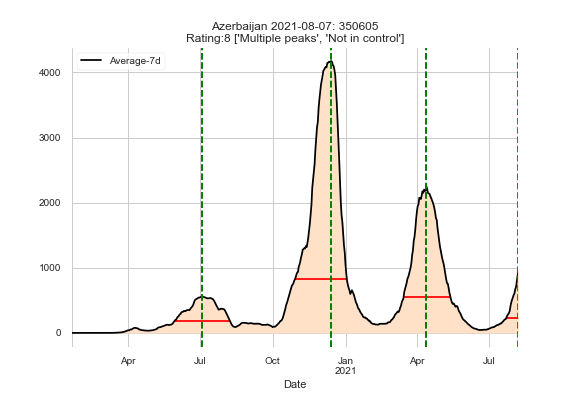 Azerbaijan 2021-08-07: 350605
Rating:8 ['Multiple peaks', 'Not in control']
Average-7d
4000
3000
2000
1000
0
Apr
Jul
Oct
Jan
2021
Apr
Jul
Date